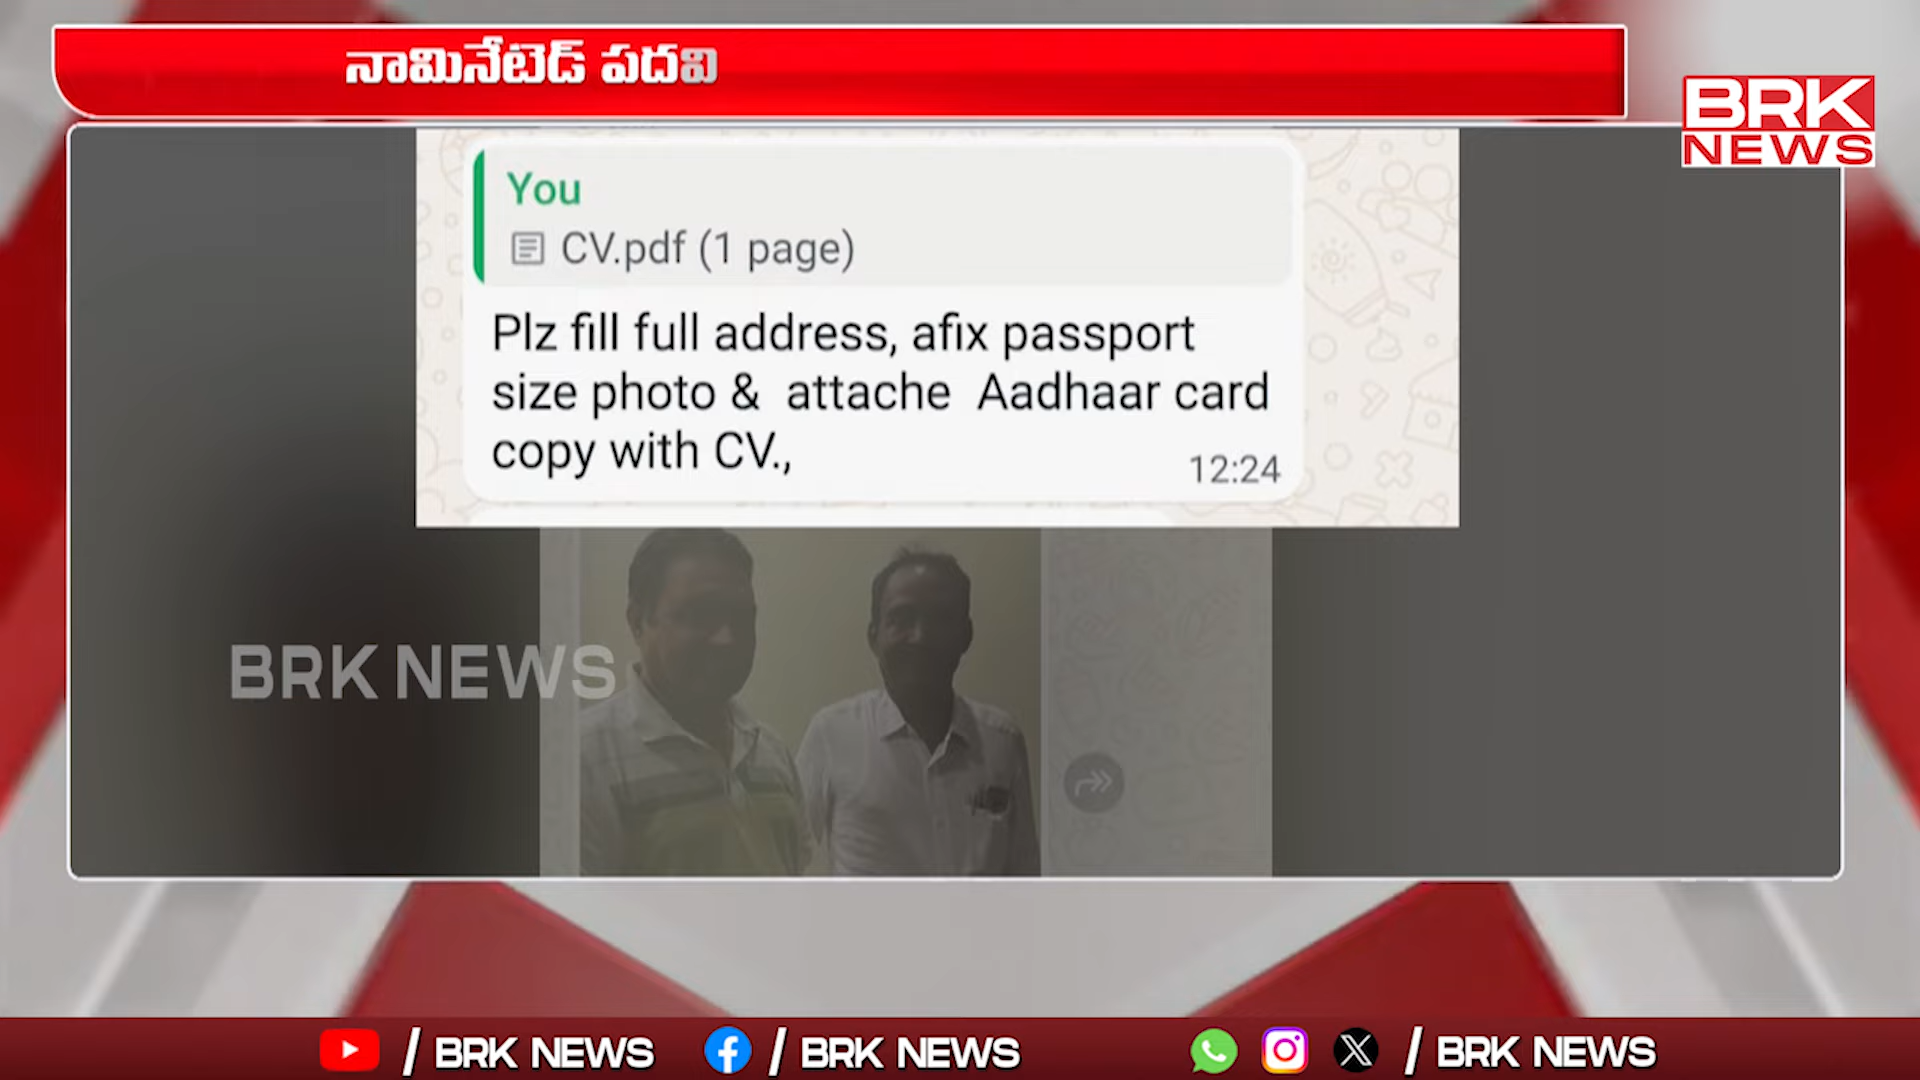 నామినేటెడ్ పదవి
BRK
NEWS
You
CV.pdf (1 page)
Plz fill full address, afix passport
size photo & attache Aadhaar card
copy with CV.,
12:24
BRK NEWS
/ BRK NEWS
/ BRK NEWS
/ BRK NEWS